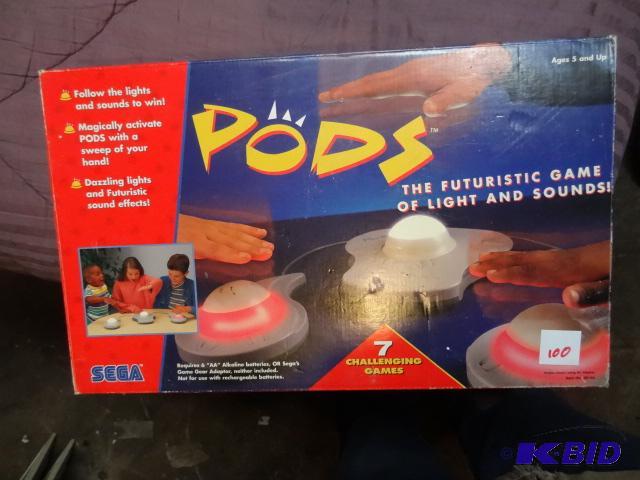 Follow the lights
and sounds to win!
Magically activate
PODS with a
sweep of your
hand!
Dazzling lights
and Futuristic
sound effects!
SEGA
Ages 5 and Up
PODS™
THE FUTURISTIC GAME
OF LIGHT AND SOUNDS!
Requires 6 "AA" Alkaline batteries, OR Sega's
Game Gear Adaptor, neither included.
Not for use with rechargeable batteries.
7
CHALLENGING
GAMES
100
© K-BID